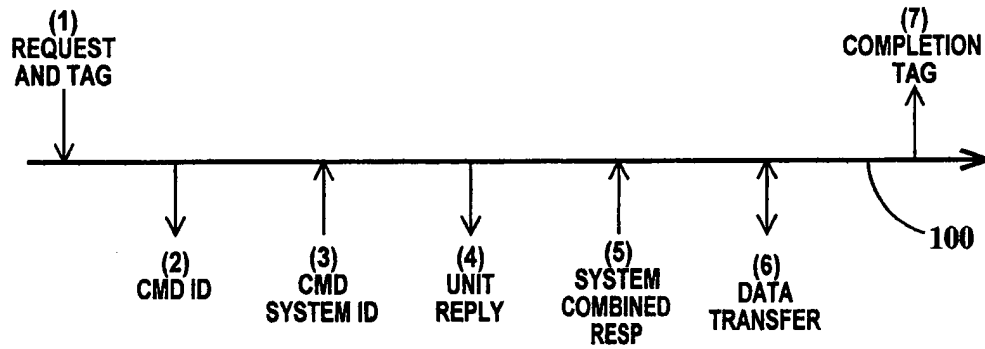 (1)
REQUEST
AND TAG
(7)
COMPLETION
TAG
(2)
CMD ID
(3)
CMD
SYSTEM ID
(4)
UNIT
REPLY
(5)
SYSTEM
COMBINED
RESP
(6)
DATA
TRANSFER
100